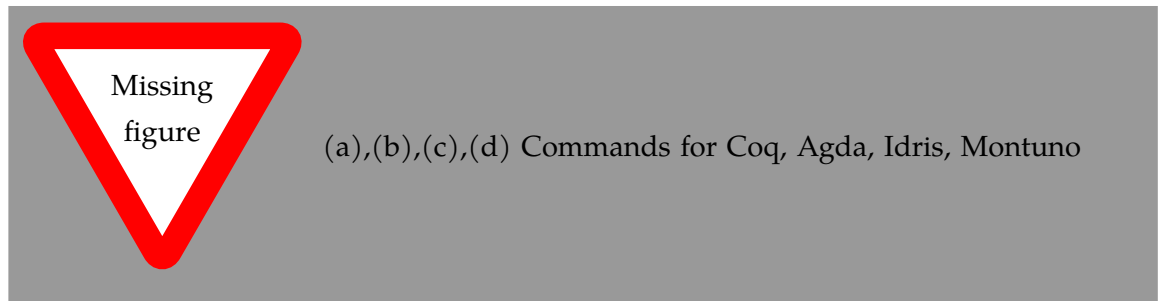 Missing
figure
(a),(b),(c),(d) Commands for Coq, Agda, Idris, Montuno